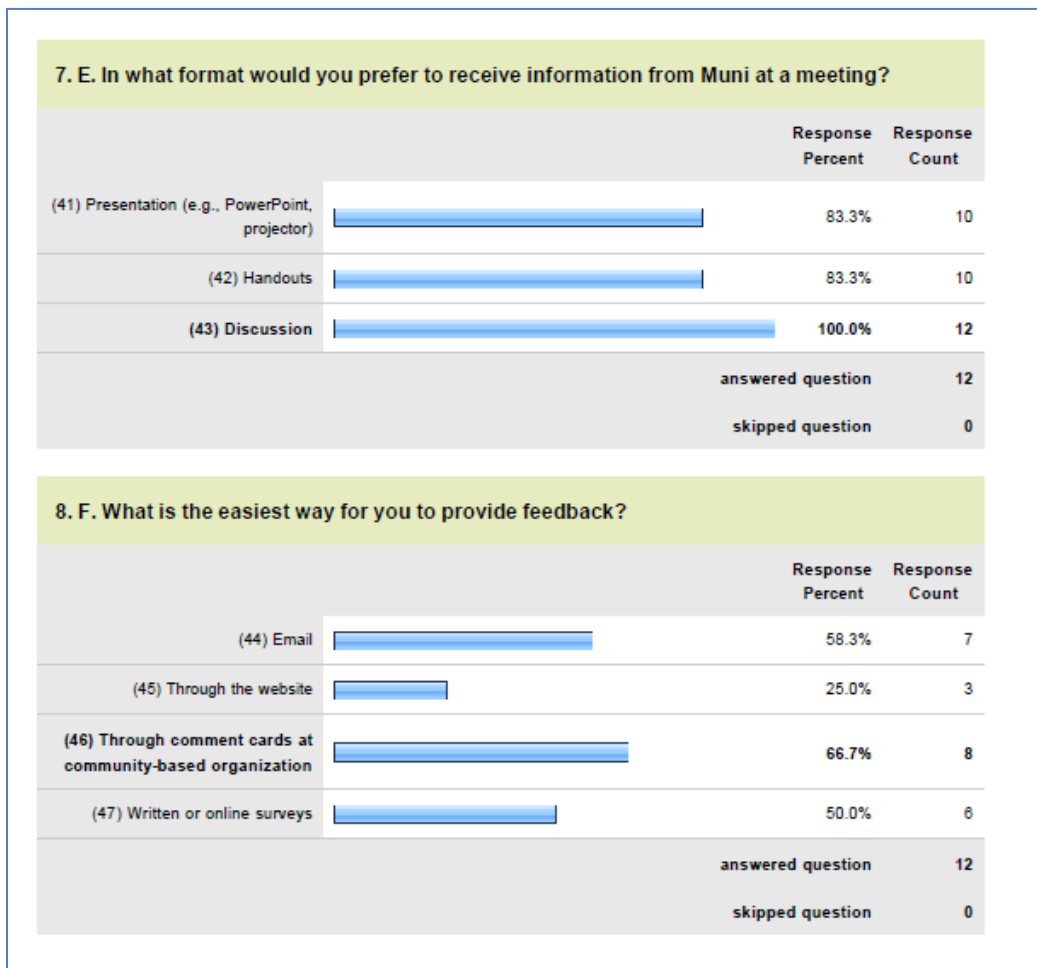 7. E. In what format would you prefer to receive information from Muni at a meeting?
Response Response
Percent Count
(41) Presentation (e.g., PowerPoint,
projector) 83.3% 10
(42) Handouts 83.3% 10
(43) Discussion 100.0% 12
answered question 12
skipped question 0
8. F. What is the easiest way for you to provide feedback?
Response Response
Percent Count
(44) Email 58.3% 7
(45) Through the website 25.0% 3
(46) Through comment cards at
community-based organization 66.7% 8
(47) Written or online surveys 50.0% 6
answered question 12
skipped question 0